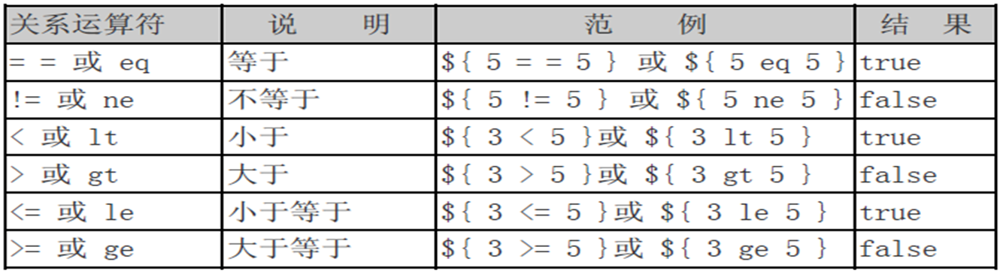 关系运算符 说 明 范 例 结 果
= = 或 eq 等于 ${ 5 = = 5 } 或 ${ 5 eq 5 } true
!= 或 ne 不等于 ${ 5 != 5 } 或 ${ 5 ne 5 } false
< 或 lt 小于 ${ 3 < 5 }或 ${ 3 lt 5 } true
> 或 gt 大于 ${ 3 > 5 }或 ${ 3 gt 5 } false
<= 或 le 小于等于 ${ 3 <= 5 }或 ${ 3 le 5 } true
>= 或 ge 大于等于 ${ 3 >= 5 }或 ${ 3 ge 5 } false